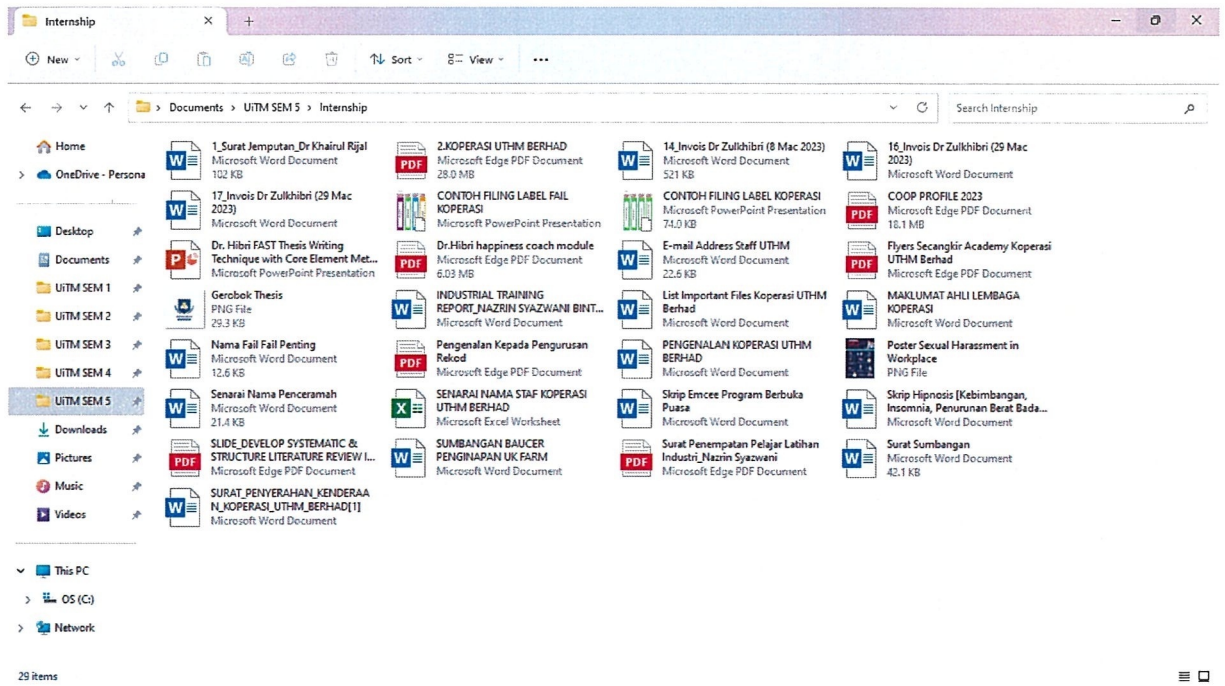 Internship
New
Sort
View
Documents > UiTM SEM 5 > Internship
Search Internship
Home
OneDrive - Persona
Desktop
Documents
UiTM SEM 1
UiTM SEM 2
UiTM SEM 3
UiTM SEM 4
UiTM SEM 5
Downloads
Pictures
Music
Videos
This PC
OS (C:)
Network
1_Surat Jemputan_Dr Khairul Rijal
Microsoft Word Document
102 KB
2.KOPERASI UTHM BERHAD
Microsoft Edge PDF Document
28.0 MB
14_Invois Dr Zulkhibri (8 Mac 2023)
Microsoft Word Document
521 KB
16_Invois Dr Zulkhibri (29 Mac
2023)
Microsoft Word Document
17_Invois Dr Zulkhibri (29 Mac
2023)
Microsoft Word Document
CONTOH FILING LABEL FAIL
KOPERASI
Microsoft PowerPoint Presentation
CONTOH FILING LABEL KOPERASI
Microsoft PowerPoint Presentation
74.0 KB
COOP PROFILE 2023
Microsoft Edge PDF Document
18.1 MB
Dr. Hibri FAST Thesis Writing
Technique with Core Element Met...
Microsoft PowerPoint Presentation
Dr.Hibri happiness coach module
Microsoft Edge PDF Document
6.03 MB
E-mail Address Staff UTHM
Microsoft Word Document
22.6 KB
Flyers Secangkir Academy Koperasi
UTHM Berhad
Microsoft Edge PDF Document
Gerobok Thesis
PNG File
29.3 KB
INDUSTRIAL TRAINING
REPORT_NAZRIN SYAZWANI BINT...
Microsoft Word Document
List Important Files Koperasi UTHM
Berhad
Microsoft Word Document
MAKLUMAT AHLI LEMBAGA
KOPERASI
Microsoft Word Document
Nama Fail Fail Penting
Microsoft Word Document
12.6 KB
Pengenalan Kepada Pengurusan
Rekod
Microsoft Edge PDF Document
PENGENALAN KOPERASI UTHM
BERHAD
Microsoft Word Document
Poster Sexual Harassment in
Workplace
PNG File
Senarai Nama Penceramah
Microsoft Word Document
21.4 KB
SENARAI NAMA STAF KOPERASI
UTHM BERHAD
Microsoft Excel Worksheet
Skrip Emcee Program Berbuka
Puasa
Microsoft Word Document
Skrip Hipnosis [Kebimbangan,
Insomnia, Penurunan Berat Bada...
Microsoft Word Document
SLIDE_DEVELOP SYSTEMATIC &
STRUCTURE LITERATURE REVIEW I...
Microsoft Edge PDF Document
SUMBANGAN BAUCER
PENGINAPAN UK FARM
Microsoft Word Document
Surat Penempatan Pelajar Latihan
Industri_Nazrin Syazwani
Microsoft Edge PDF Document
Surat Sumbangan
Microsoft Word Document
42.1 KB
SURAT_PENYERAHAN_KENDERAA
N_KOPERASI_UTHM_BERHAD[1]
Microsoft Word Document
29 items